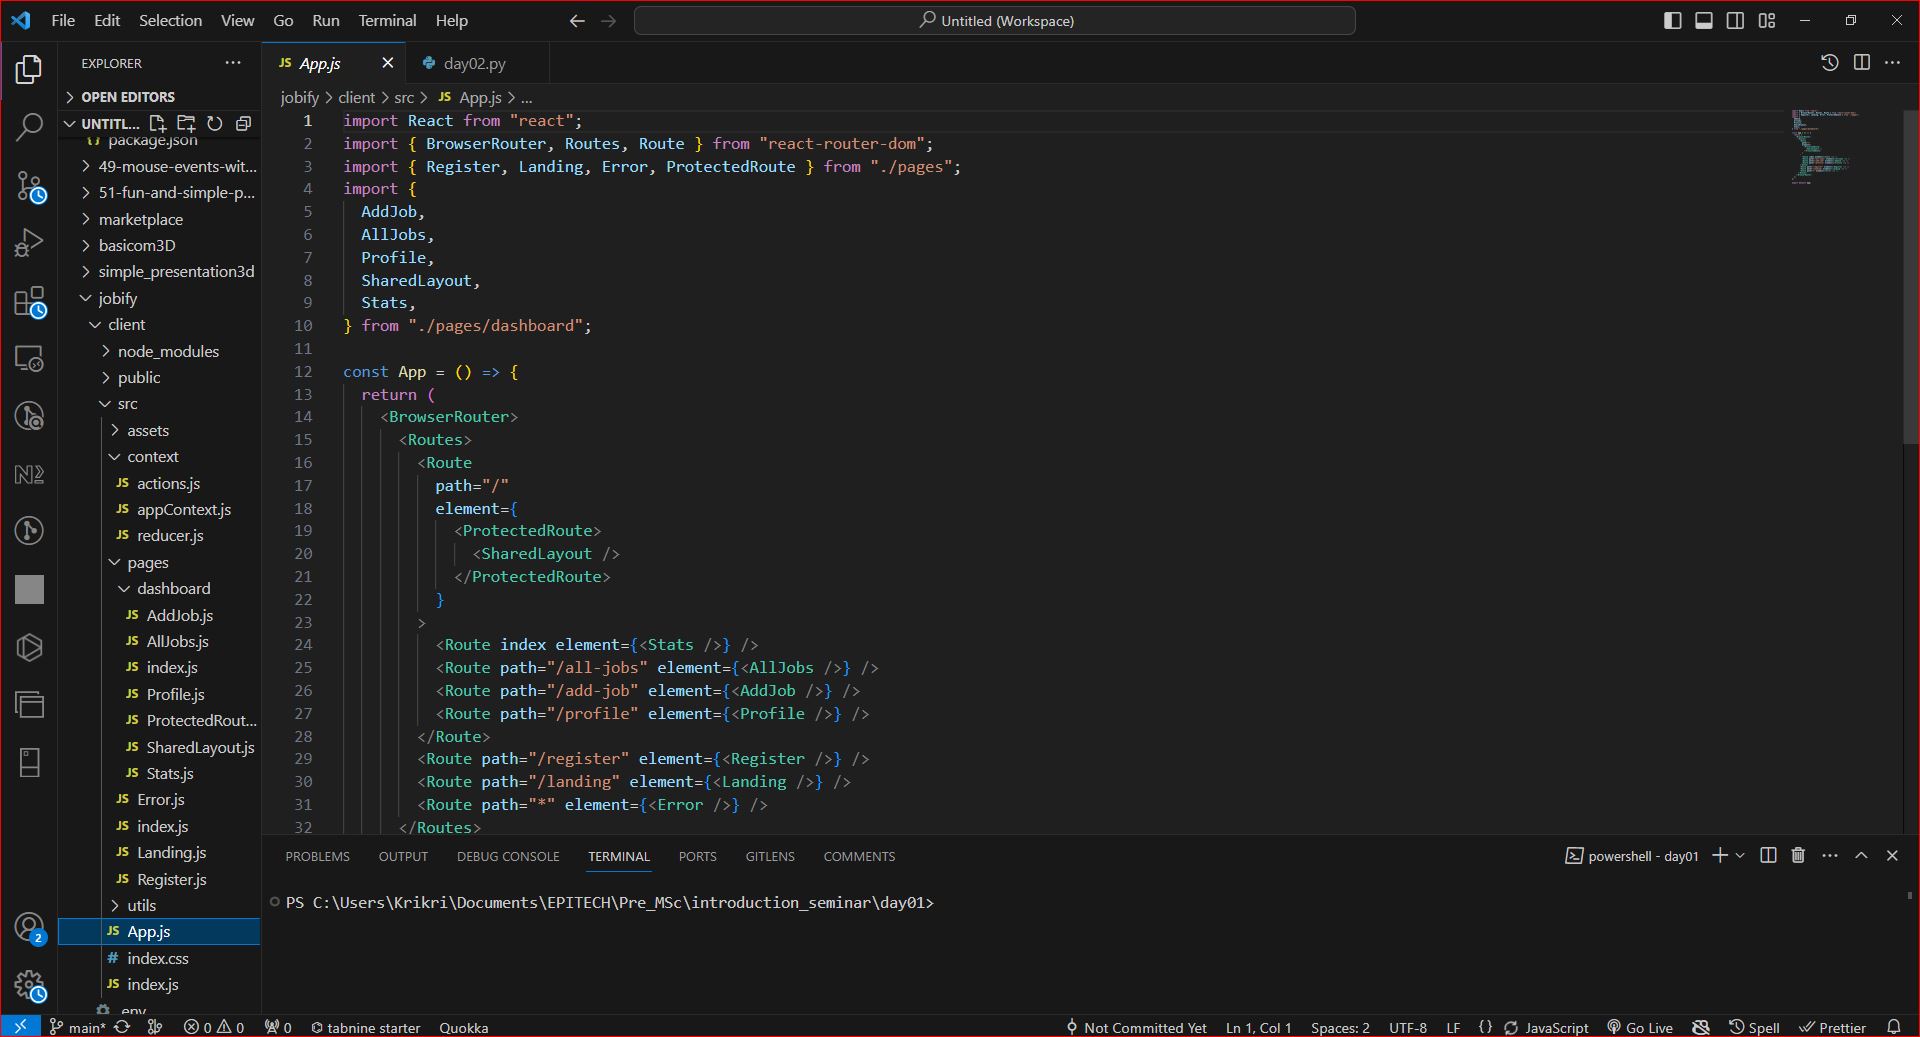 File Edit Selection View Go Run Terminal Help
Untitled (Workspace)
EXPLORER
OPEN EDITORS
UNTITL...
package.json
49-mouse-events-wit...
51-fun-and-simple-p...
marketplace
basicom3D
simple_presentation3d
jobify
client
node_modules
public
src
assets
context
JS actions.js
JS appContext.js
JS reducer.js
pages
dashboard
JS AddJob.js
JS AllJobs.js
JS index.js
JS Profile.js
JS ProtectedRout...
JS SharedLayout.js
JS Stats.js
JS Error.js
JS index.js
JS Landing.js
JS Register.js
utils
JS App.js
# index.css
JS index.js
.env
2
JS App.js
day02.py
jobify > client > src > JS App.js > ...
1 import React from "react";
2 import { BrowserRouter, Routes, Route } from "react-router-dom";
3 import { Register, Landing, Error, ProtectedRoute } from "./pages";
4 import {
5   AddJob,
6   AllJobs,
7   Profile,
8   SharedLayout,
9   Stats,
10 } from "./pages/dashboard";
11
12 const App = () => {
13   return (
14     <BrowserRouter>
15       <Routes>
16         <Route
17           path="/"
18           element={
19             <ProtectedRoute>
20               <SharedLayout />
21             </ProtectedRoute>
22           }
23         >
24           <Route index element={<Stats />} />
25           <Route path="/all-jobs" element={<AllJobs />} />
26           <Route path="/add-job" element={<AddJob />} />
27           <Route path="/profile" element={<Profile />} />
28         </Route>
29         <Route path="/register" element={<Register />} />
30         <Route path="/landing" element={<Landing />} />
31         <Route path="*" element={<Error />} />
32       </Routes>
PROBLEMS OUTPUT DEBUG CONSOLE TERMINAL PORTS GITLENS COMMENTS
powershell - day01
PS C:\Users\Krikri\Documents\EPITECH\Pre_MSc\introduction_seminar\day01>
main* 0 0 0 tabnine starter Quokka
Not Committed Yet Ln 1, Col 1 Spaces: 2 UTF-8 LF {} JavaScript Go Live Spell Prettier